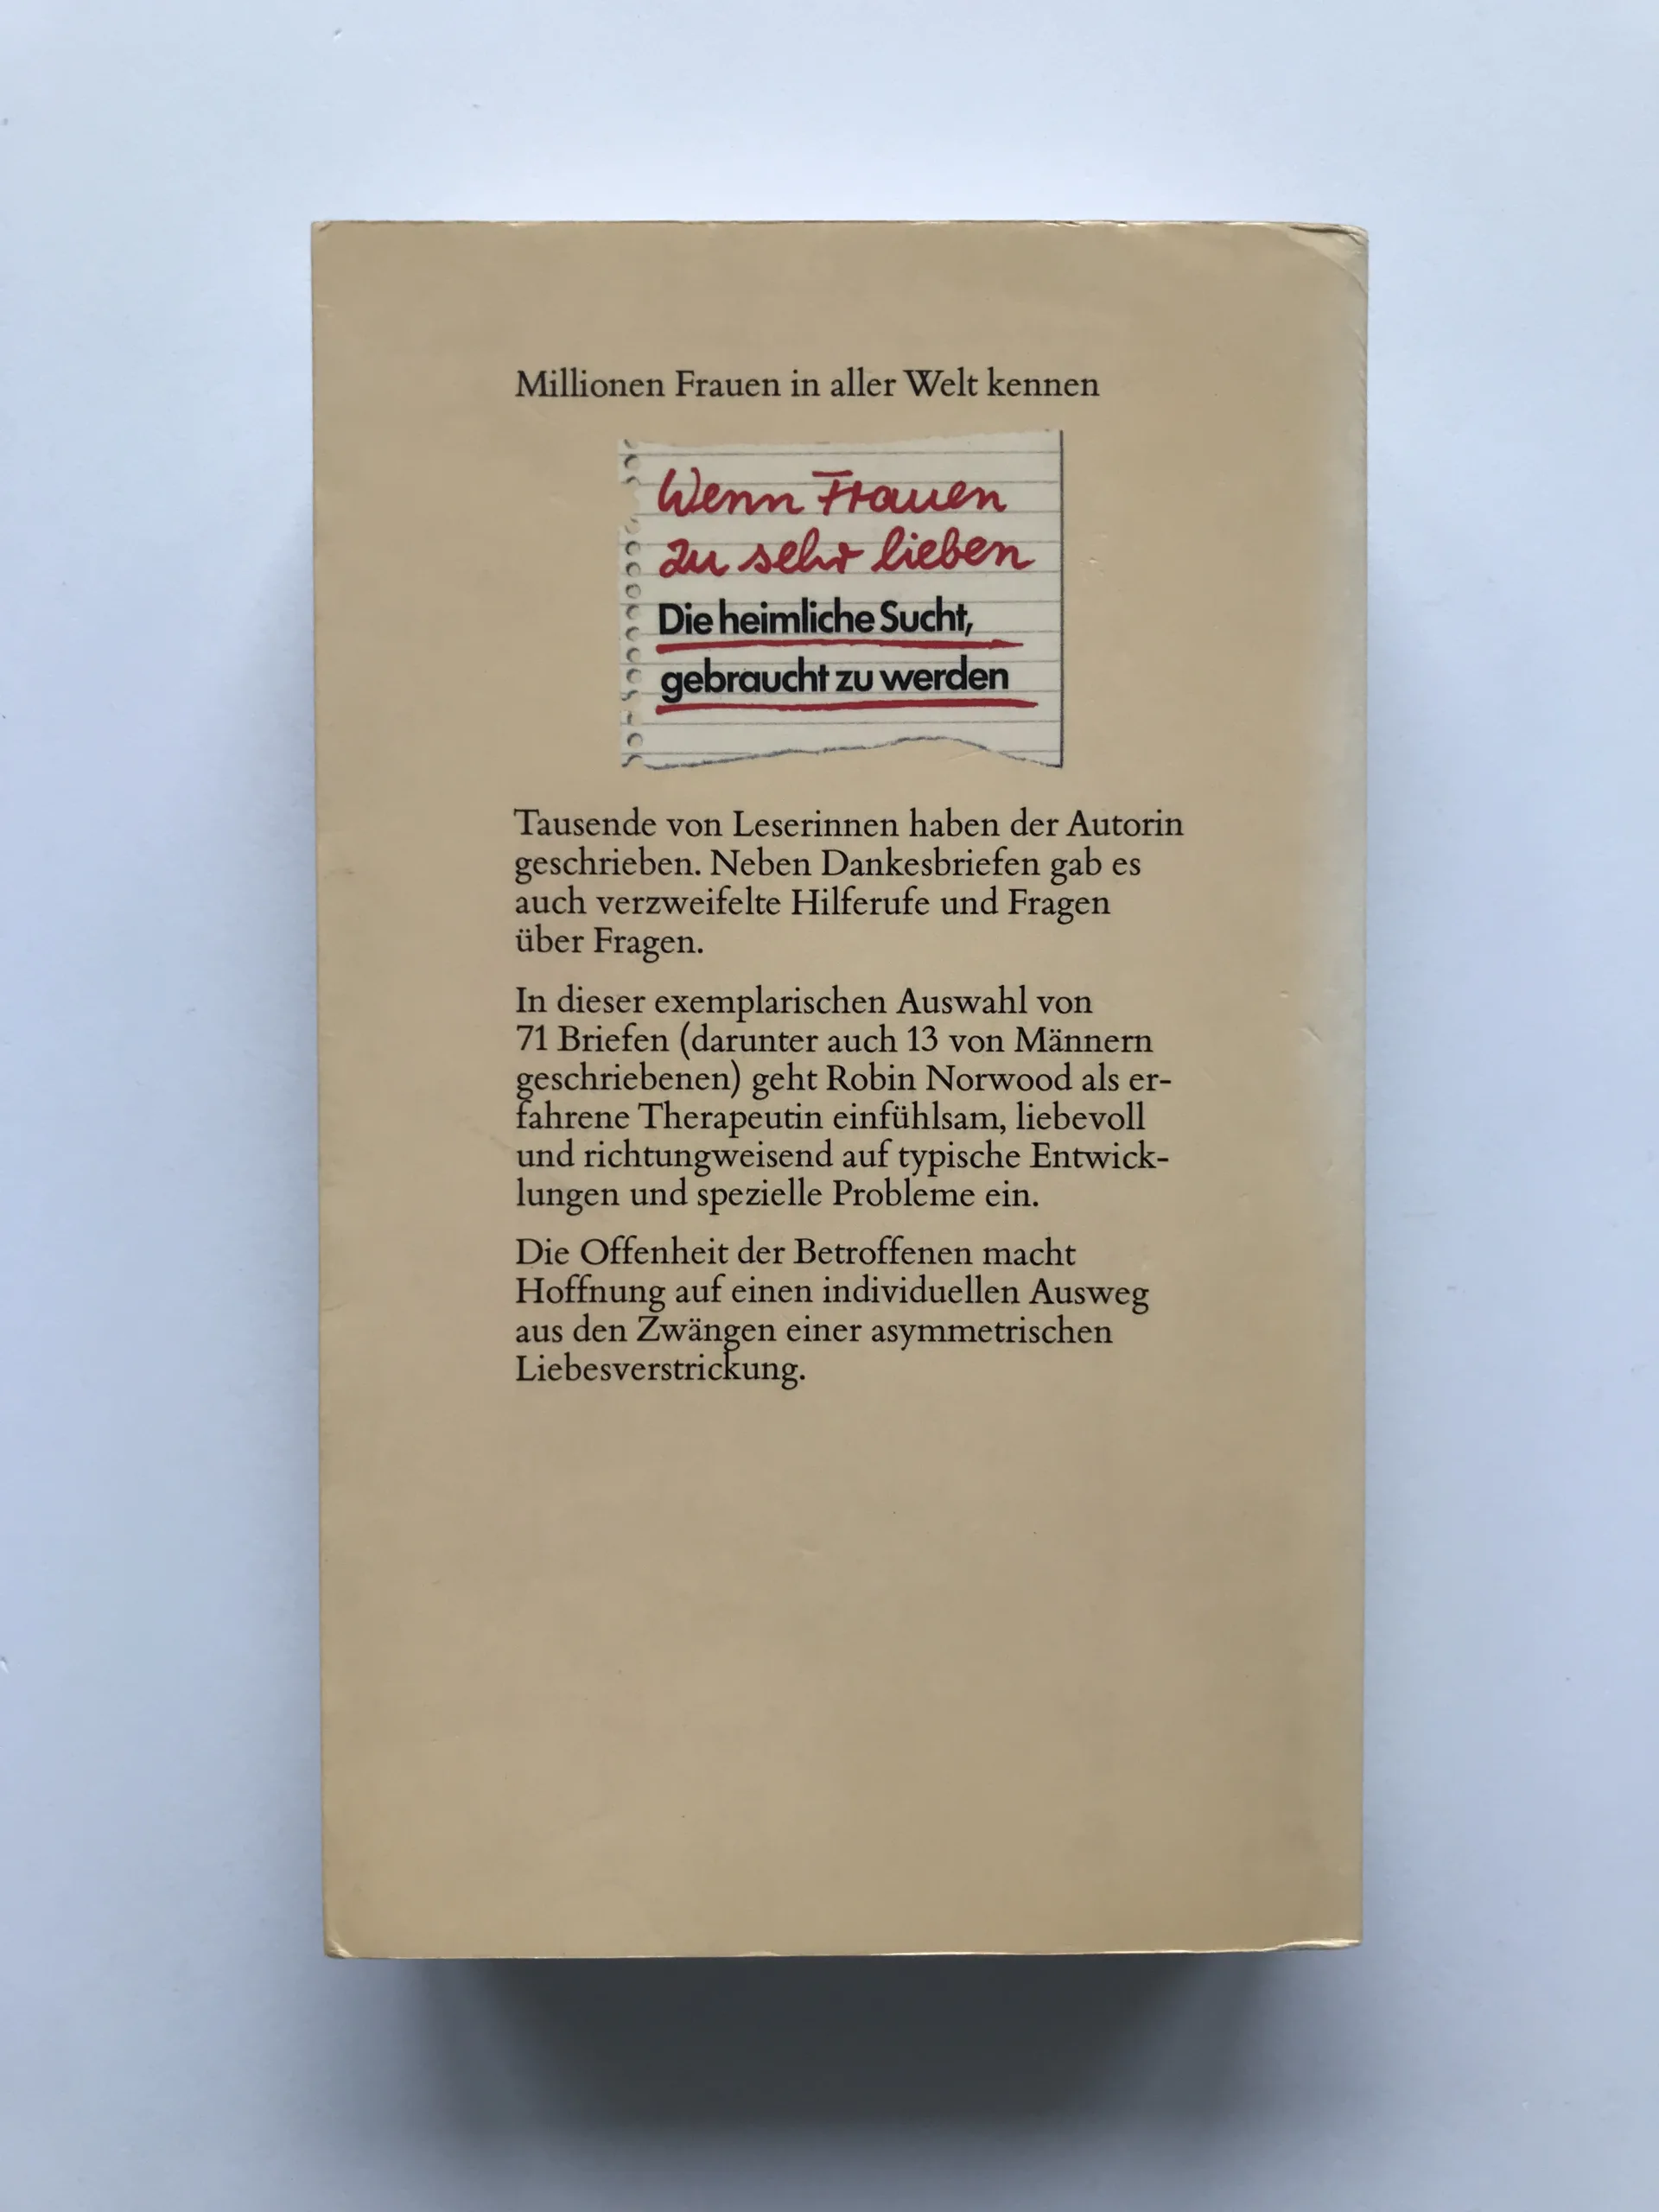 Millionen Frauen in aller Welt kennen
Wenn Frauen
zu sehr lieben
Die heimliche Sucht,
gebraucht zu werden
Tausende von Leserinnen haben der Autorin
geschrieben. Neben Dankesbriefen gab es
auch verzweifelte Hilferufe und Fragen
über Fragen.
In dieser exemplarischen Auswahl von
71 Briefen (darunter auch 13 von Männern
geschriebenen) geht Robin Norwood als er-
fahrene Therapeutin einfühlsam, liebevoll
und richtungweisend auf typische Entwick-
lungen und spezielle Probleme ein.
Die Offenheit der Betroffenen macht
Hoffnung auf einen individuellen Ausweg
aus den Zwängen einer asymmetrischen
Liebesverstrickung.